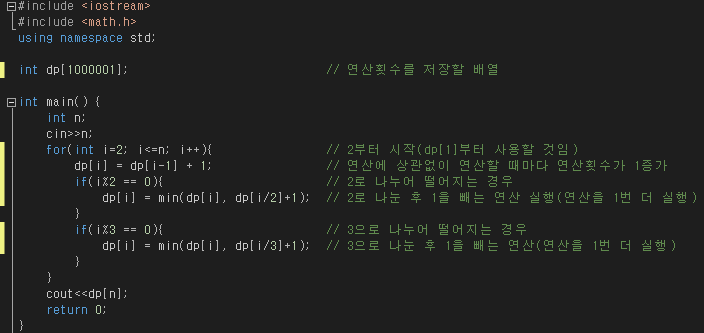 #include <iostream>
#include <math.h>
using namespace std;
int dp[1000001]; // 연산횟수를 저장할 배열
int main() {
int n;
cin>>n;
for(int i=2; i<=n; i++){ // 2부터 시작(dp[1]부터 사용할 것임)
dp[i] = dp[i-1] + 1; // 연산에 상관없이 연산할 때마다 연산횟수가 1증가
if(i%2 == 0){ // 2로 나누어 떨어지는 경우
dp[i] = min(dp[i], dp[i/2]+1); // 2로 나눈 후 1을 빼는 연산 실행(연산을 1번 더 실행)
}
if(i%3 == 0){ // 3으로 나누어 떨어지는 경우
dp[i] = min(dp[i], dp[i/3]+1); // 3으로 나눈 후 1을 빼는 연산(연산을 1번 더 실행)
}
}
cout<<dp[n];
return 0;
}